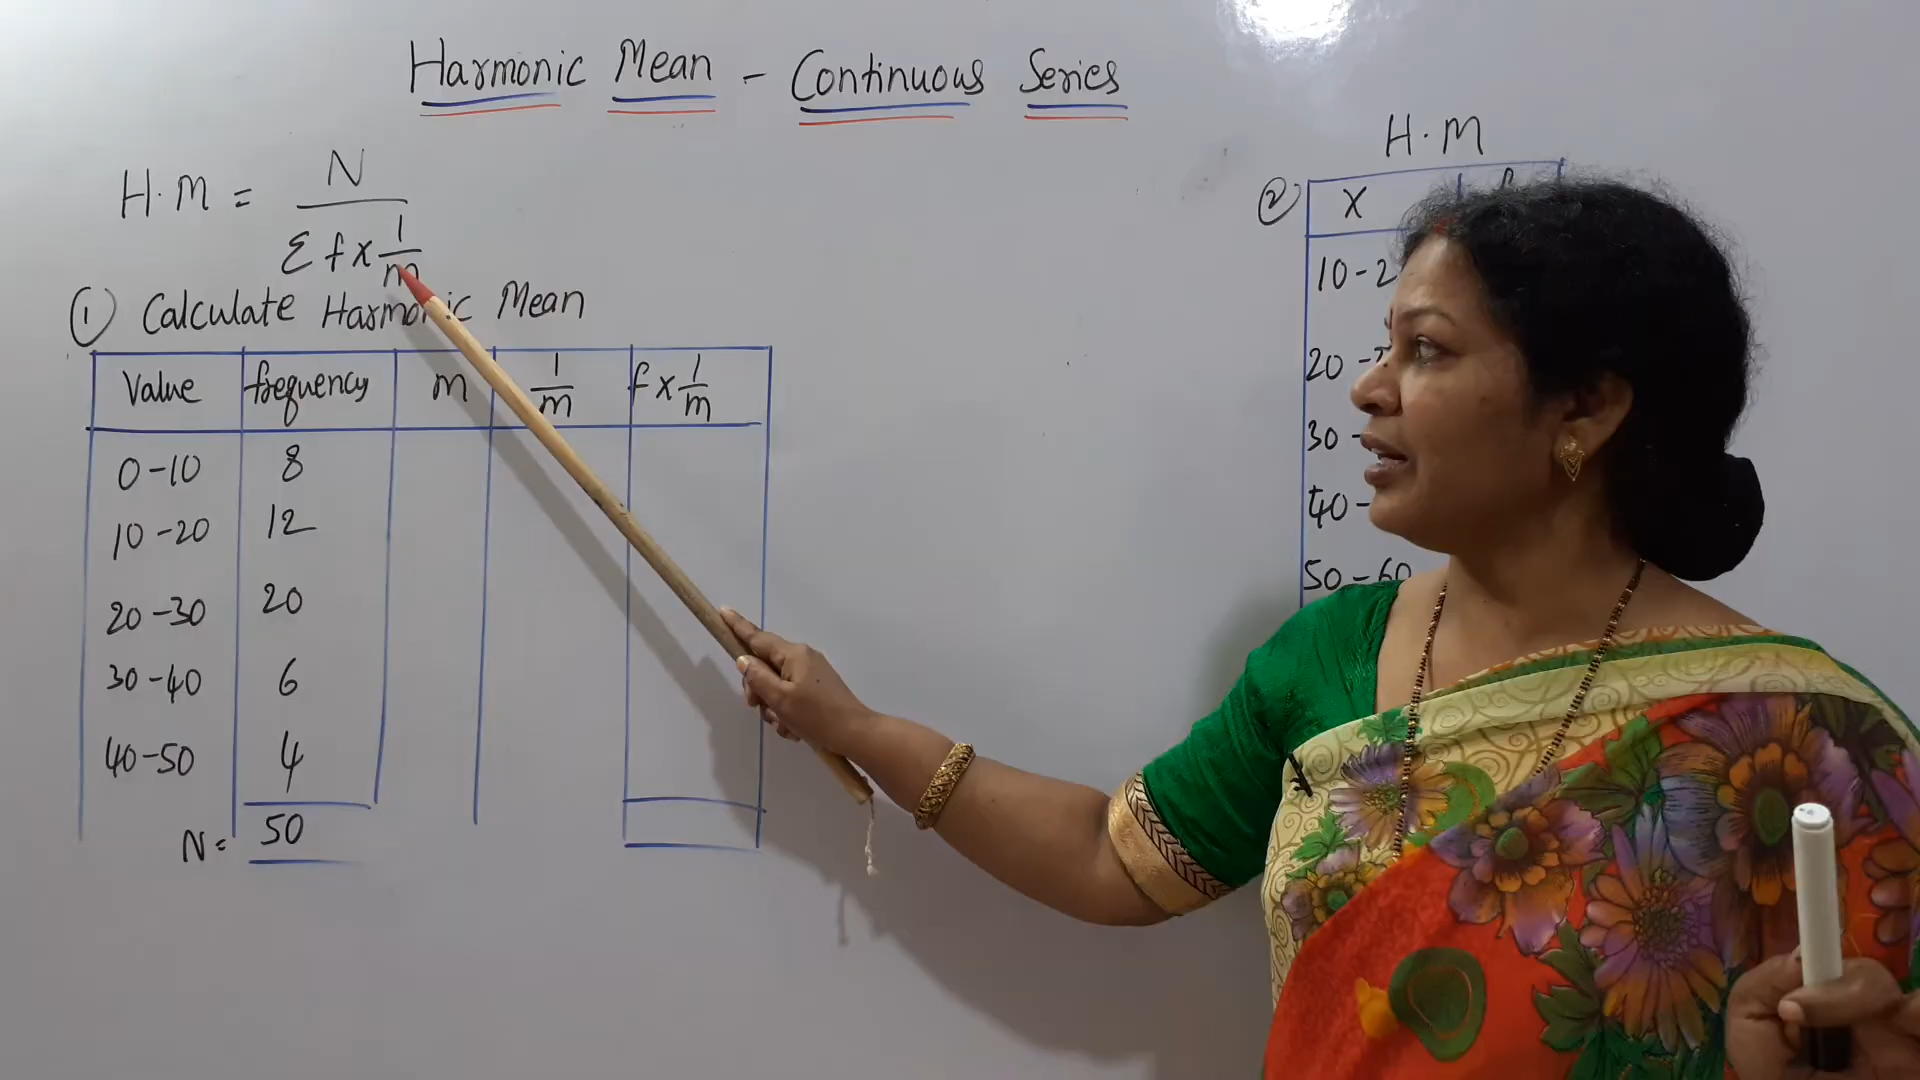 Harmonic Mean - Continuous Series
H.M = N / Σ f x 1/m
① Calculate Harmonic Mean
Value frequency m 1/m f x 1/m
0-10 8
10-20 12
20-30 20
30-40 6
40-50 4
N= 50
H.M
② X
10-2
20-
30-
40-
50-60